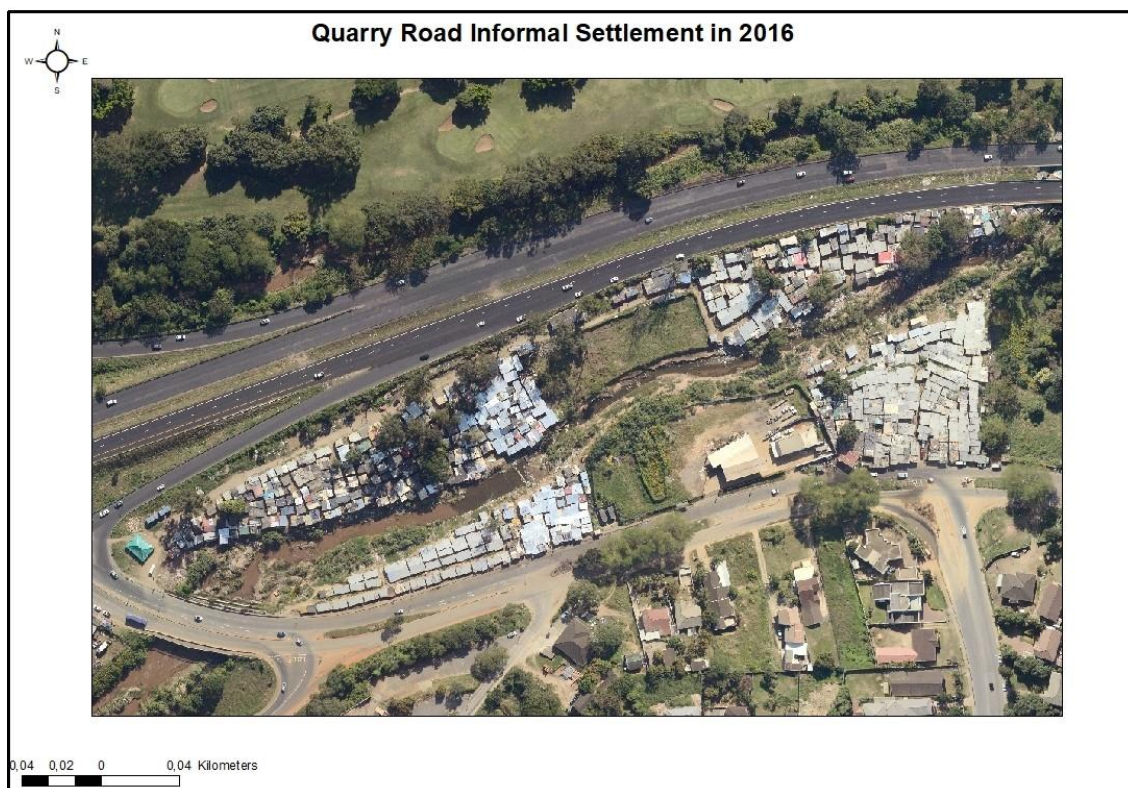 Quarry Road Informal Settlement in 2016
N
W E
S
0,04 0,02 0 0,04 Kilometers